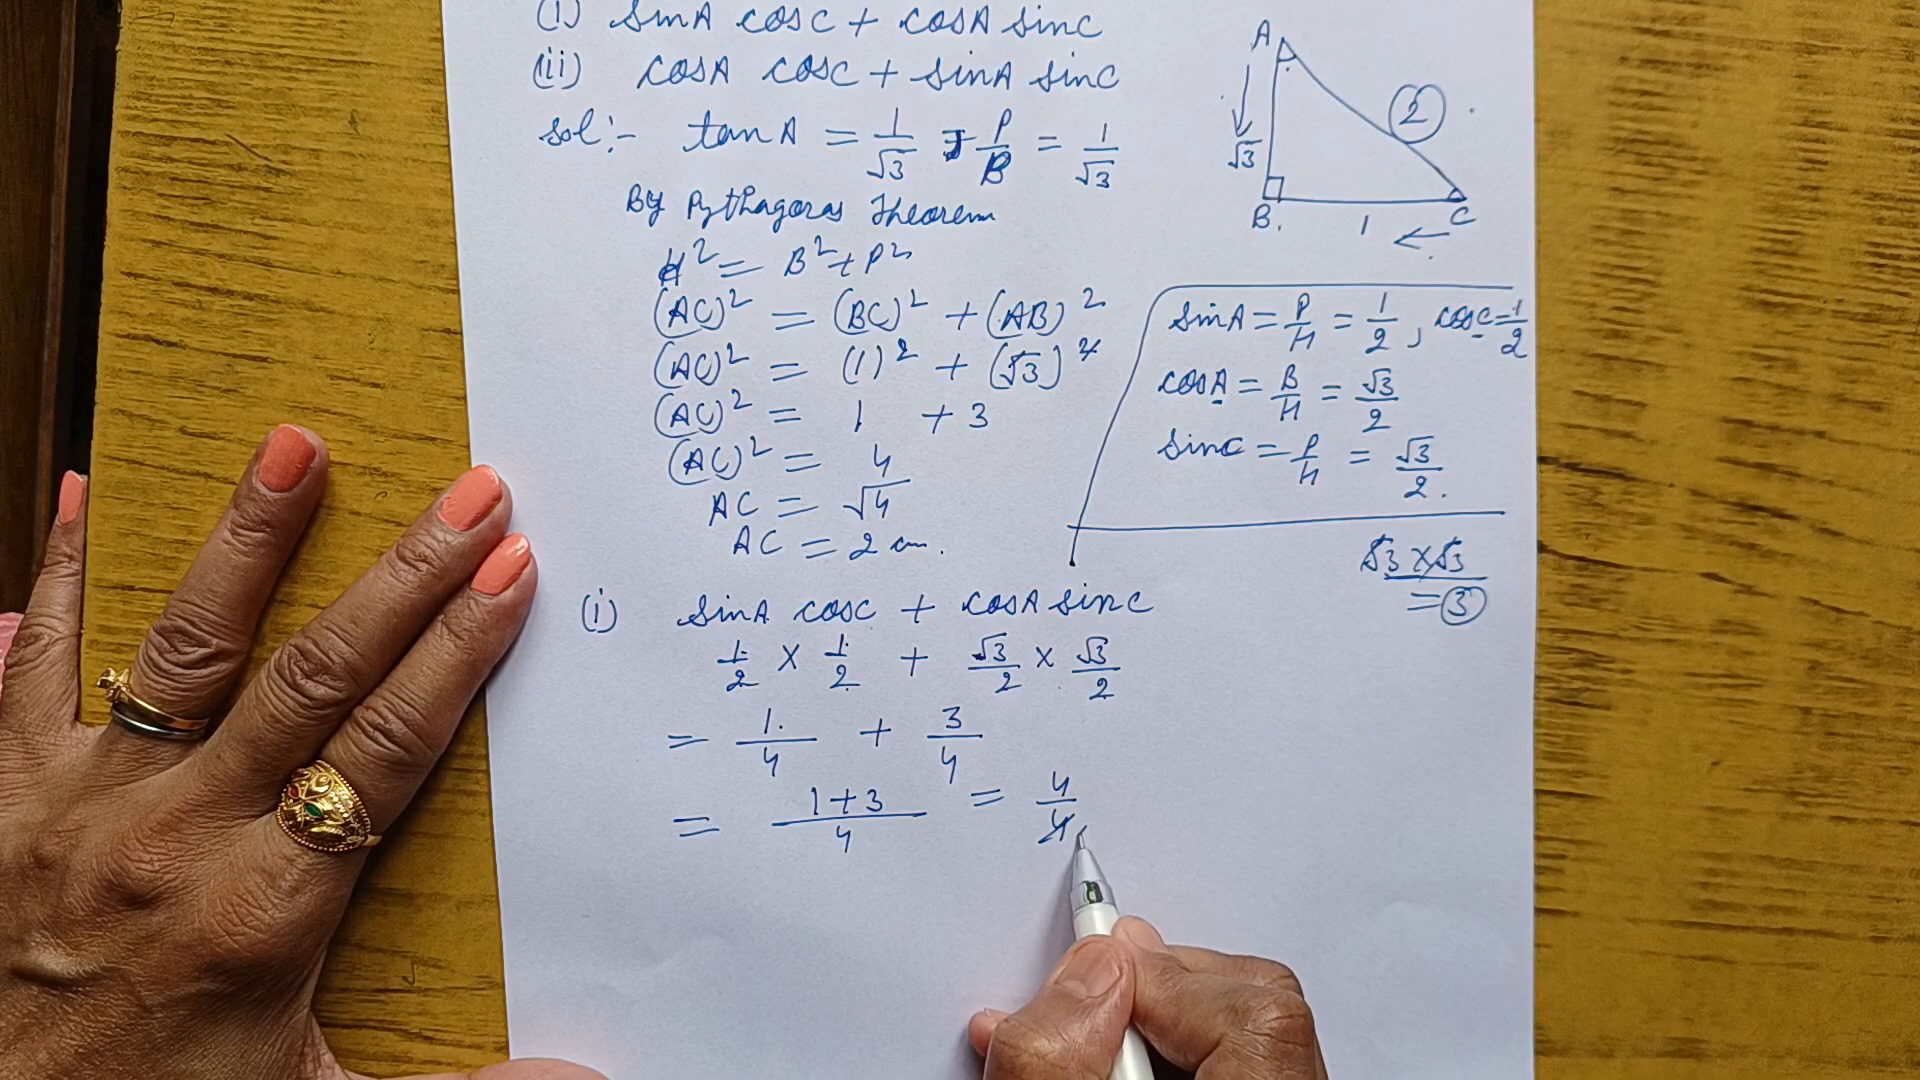 (i) sinA cosC + cosA sinC
(ii) cosA cosC + sinA sinC
sol:- tanA = 1/√3 = P/B = 1/√3
By Pythagoras Theorem
H² = B² + P²
(AC)² = (BC)² + (AB)²
(AC)² = (1)² + (√3)²
(AC)² = 1 + 3
(AC)² = 4
AC = √4
AC = 2 cm.
A
2
√3
B.
1
C
sinA = P/H = 1/2, cosC = 1/2
cosA = B/H = √3/2
sinC = P/H = √3/2.
√3 × √3
= 3
(i) sinA cosC + cosA sinC
1/2 × 1/2 + √3/2 × √3/2
= 1/4 + 3/4
= 1+3/4 = 4/4